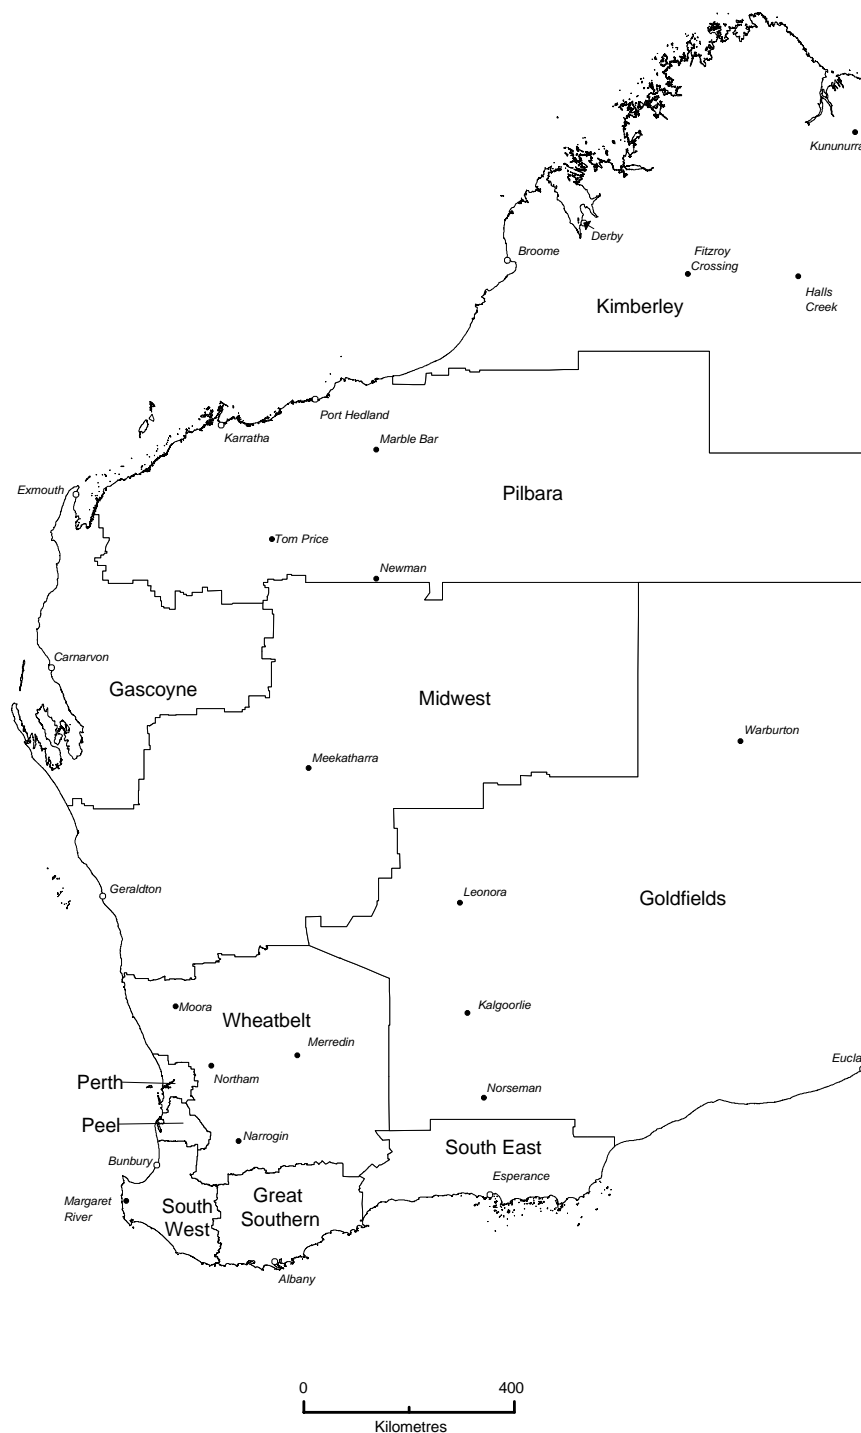 Kununurra
Derby
Broome
Fitzroy
Crossing
Halls
Creek
Kimberley
Port Hedland
Karratha
Marble Bar
Exmouth
Pilbara
Tom Price
Newman
Carnarvon
Gascoyne
Midwest
Warburton
Meekatharra
Geraldton
Leonora
Goldfields
Moora
Wheatbelt
Kalgoorlie
Merredin
Eucla
Perth
Northam
Norseman
Peel
Narrogin
South East
Bunbury
Esperance
Margaret
River
South
West
Great
Southern
Albany
0 400
Kilometres